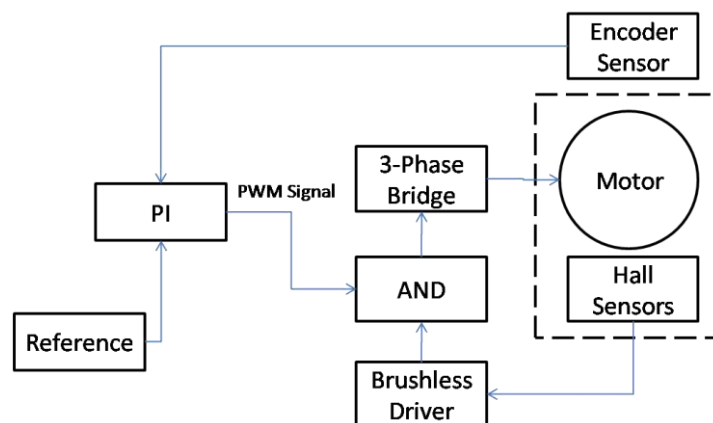 Encoder
Sensor
3-Phase
Bridge
Motor
PI
PWM Signal
AND
Hall
Sensors
Reference
Brushless
Driver